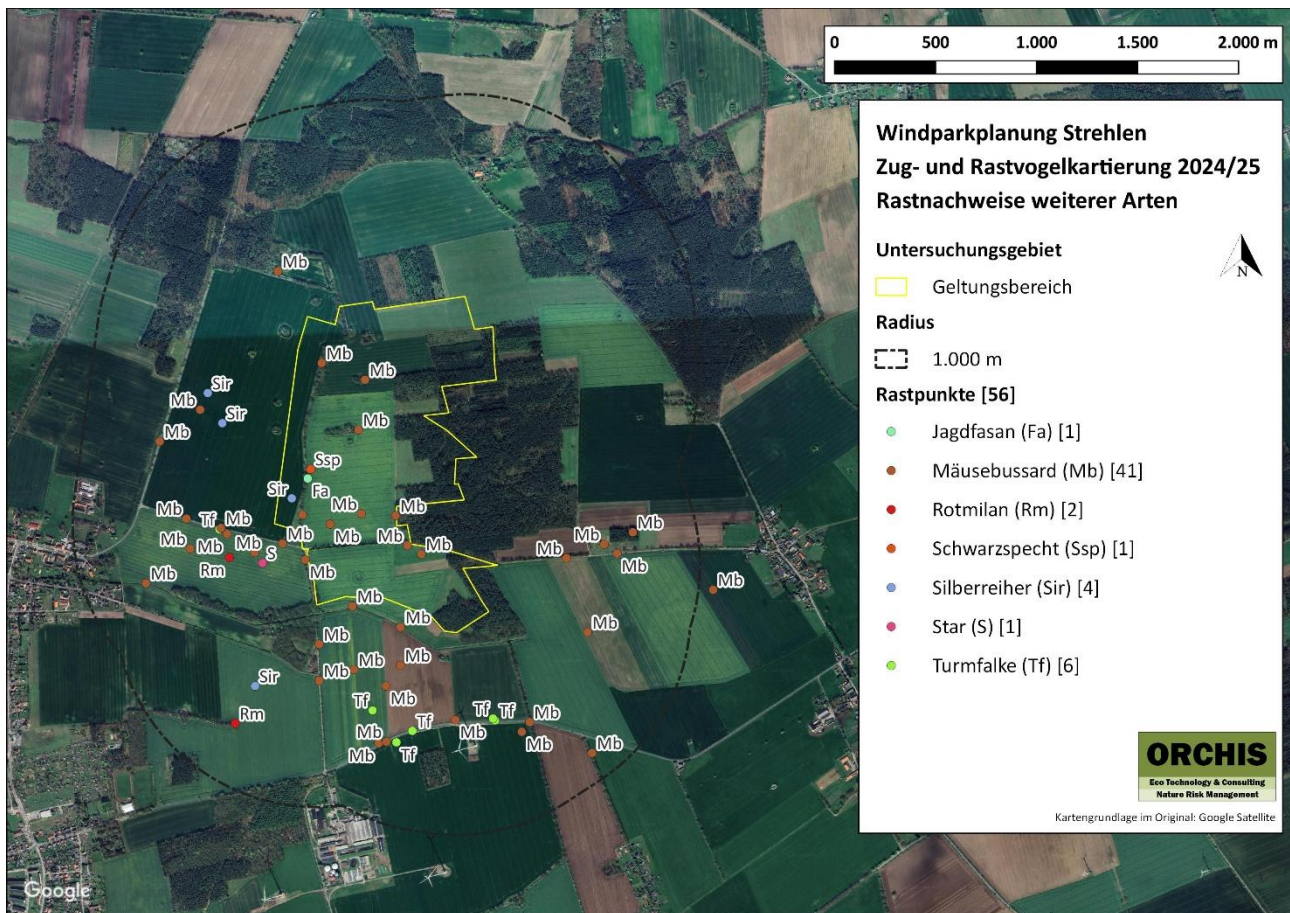 0 500 1.000 1.500 2.000 m
Windparkplanung Strehlen
Zug- und Rastvogelkartierung 2024/25
Rastnachweise weiterer Arten
Untersuchungsgebiet
N
Geltungsbereich
Radius
1.000 m
Rastpunkte [56]
Jagdfasan (Fa) [1]
Mäusebussard (Mb) [41]
Rotmilan (Rm) [2]
Schwarzspecht (Ssp) [1]
Silberreiher (Sir) [4]
Star (S) [1]
Turmfalke (Tf) [6]
ORCHIS
Eco Technology & Consulting
Nature Risk Management
Kartengrundlage im Original: Google Satellite
Mb
Mb
Mb
Sir
Mb
Sir
Mb
Mb
Ssp
Fa
Sir
Mb
Mb
Mb
Mb
Tf
Mb
Mb
Mb
Mb
Mb
Mb
Mb
Mb
Mb
Mb
S
Rm
Mb
Mb
Mb
Mb
Mb
Mb
Mb
Mb
Mb
Sir
Mb
Rm
Tf
Tf
Tf
Tf
Mb
Mb
Mb
Mb
Tf
Mb
Mb
Google